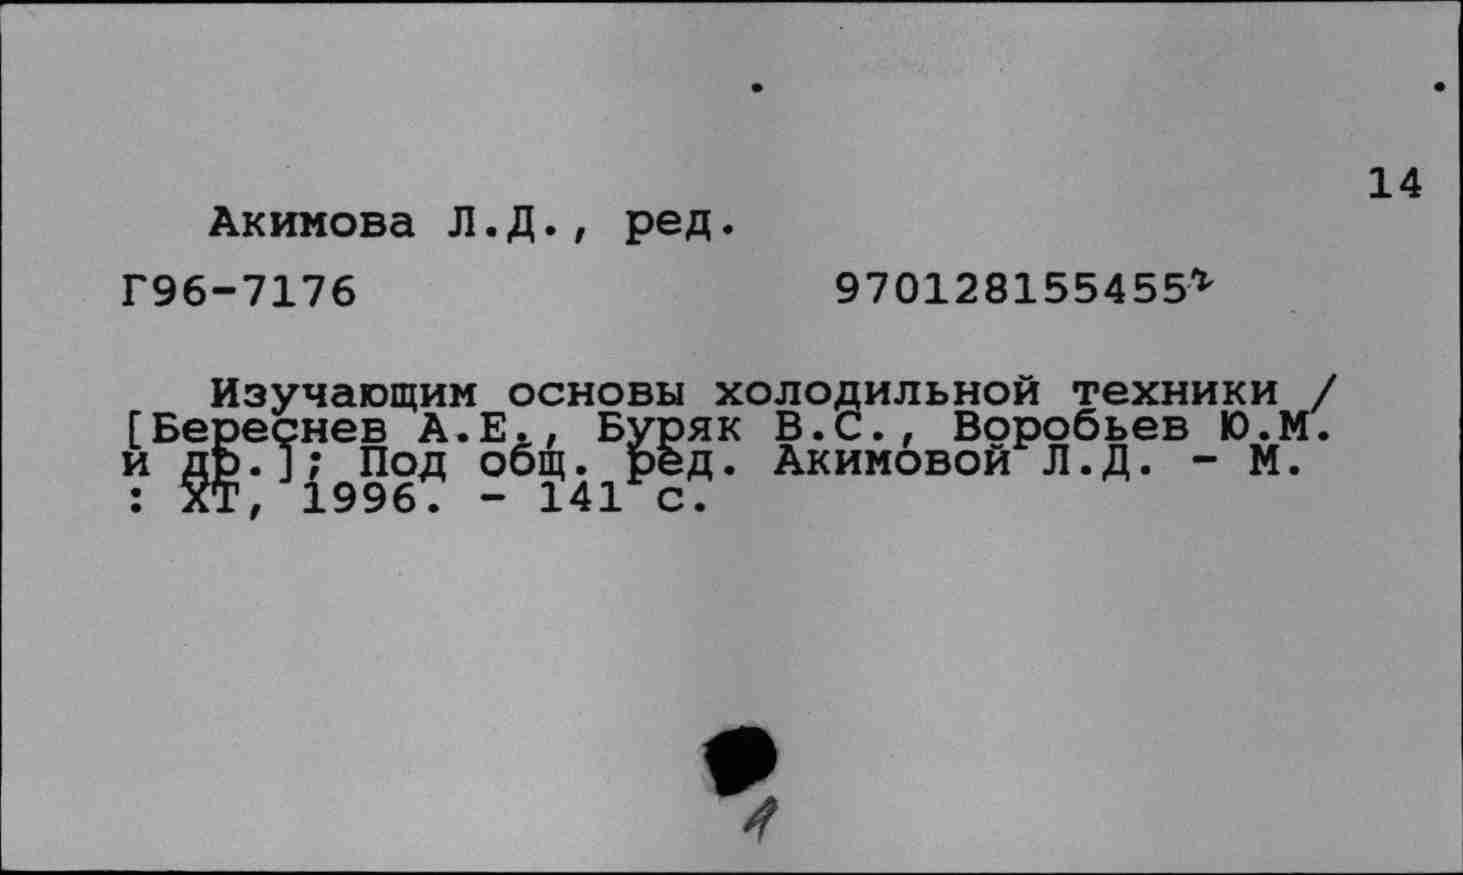 14
Акимова Л.Д., ред.
Г96-7176 970128155455
Изучающим основы холодильной техники /
[Береснев А.Е., Буряк В.С., Воробьев Ю.М.
и др.]; Под общ. ред. Акимовой Л.Д. - М.
: ХТ, 1996. - 141 с.